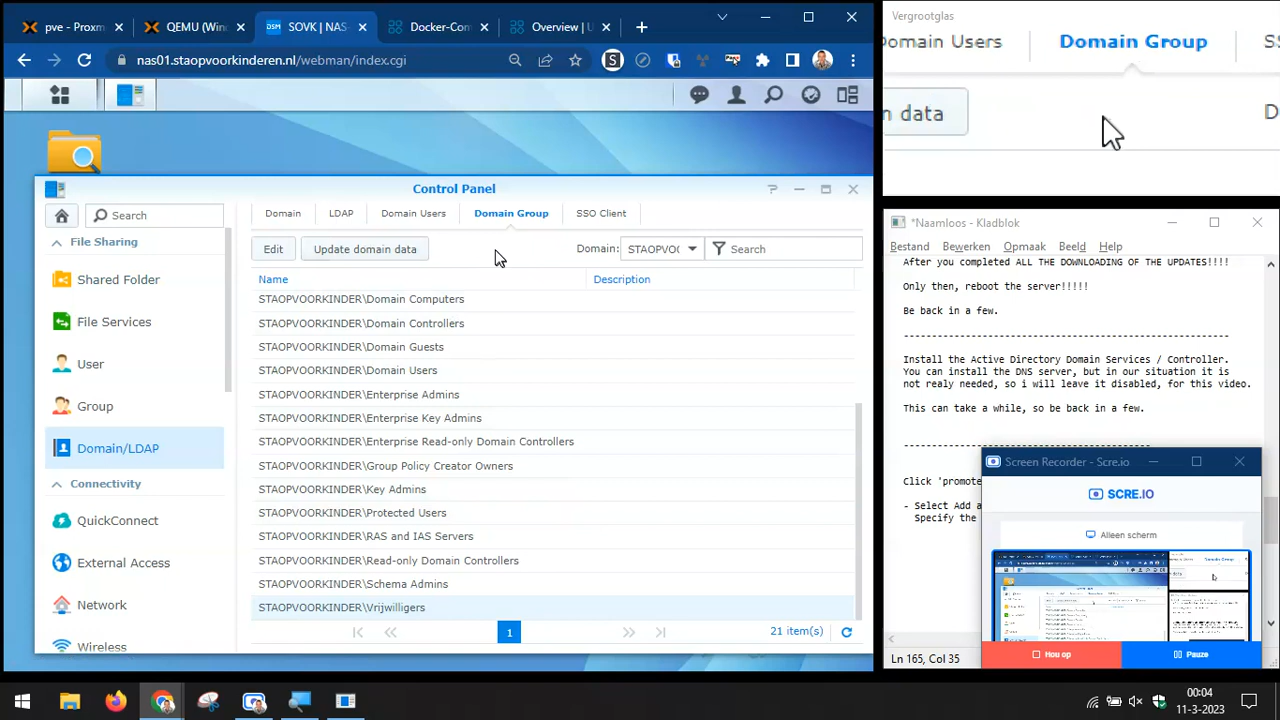 pve - Proxm
QEMU (Win
SOVK | NAS
Docker-Con
Overview | U
nas01.staopvoorkinderen.nl/webman/index.cgi
Control Panel
Search
File Sharing
Shared Folder
File Services
User
Group
Domain/LDAP
Connectivity
QuickConnect
External Access
Network
Wireless
Domain
LDAP
Domain Users
Domain Group
SSO Client
Edit
Update domain data
Domain:
STAOPVO
Search
Name
Description
STAOPVOORKINDER\Domain Computers
STAOPVOORKINDER\Domain Controllers
STAOPVOORKINDER\Domain Guests
STAOPVOORKINDER\Domain Users
STAOPVOORKINDER\Enterprise Admins
STAOPVOORKINDER\Enterprise Key Admins
STAOPVOORKINDER\Enterprise Read-only Domain Controllers
STAOPVOORKINDER\Group Policy Creator Owners
STAOPVOORKINDER\Key Admins
STAOPVOORKINDER\Protected Users
STAOPVOORKINDER\RAS and IAS Servers
STAOPVOORKINDER\Read-only Domain Controllers
STAOPVOORKINDER\Schema Admins
STAOPVOORKINDER\Vrijwilligers
1
21 item(s)
Vergrootglas
omain Users
Domain Group
SS
n data
D
*Naamloos - Kladblok
Bestand Bewerken Opmaak Beeld Help
After you completed ALL THE DOWNLOADING OF THE UPDATES!!!!
Only then, reboot the server!!!!!
Be back in a few.
Install the Active Directory Domain Services / Controller.
You can install the DNS server, but in our situation it is
not realy needed, so i will leave it disabled, for this video.
This can take a while, so be back in a few.
Click 'promote
- Select Add a
Specify the
Ln 165, Col 35
Screen Recorder - Scre.io
SCRE.IO
Alleen scherm
Hou op
Pauze
00:04
11-3-2023